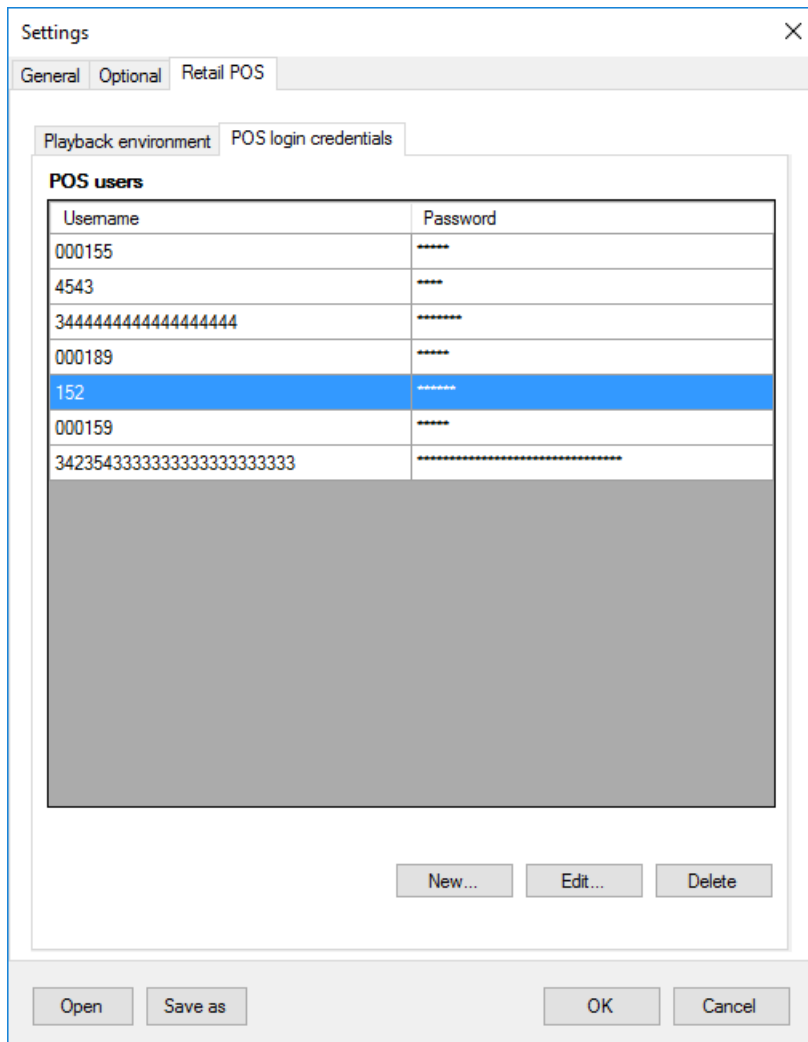 Settings
General Optional Retail POS
Playback environment POS login credentials
POS users
Username Password
000155 *****
4543 ****
3444444444444444444 *******
000189 *****
152 ******
000159 *****
3423543333333333333333333 *********************************
New... Edit... Delete
Open Save as OK Cancel